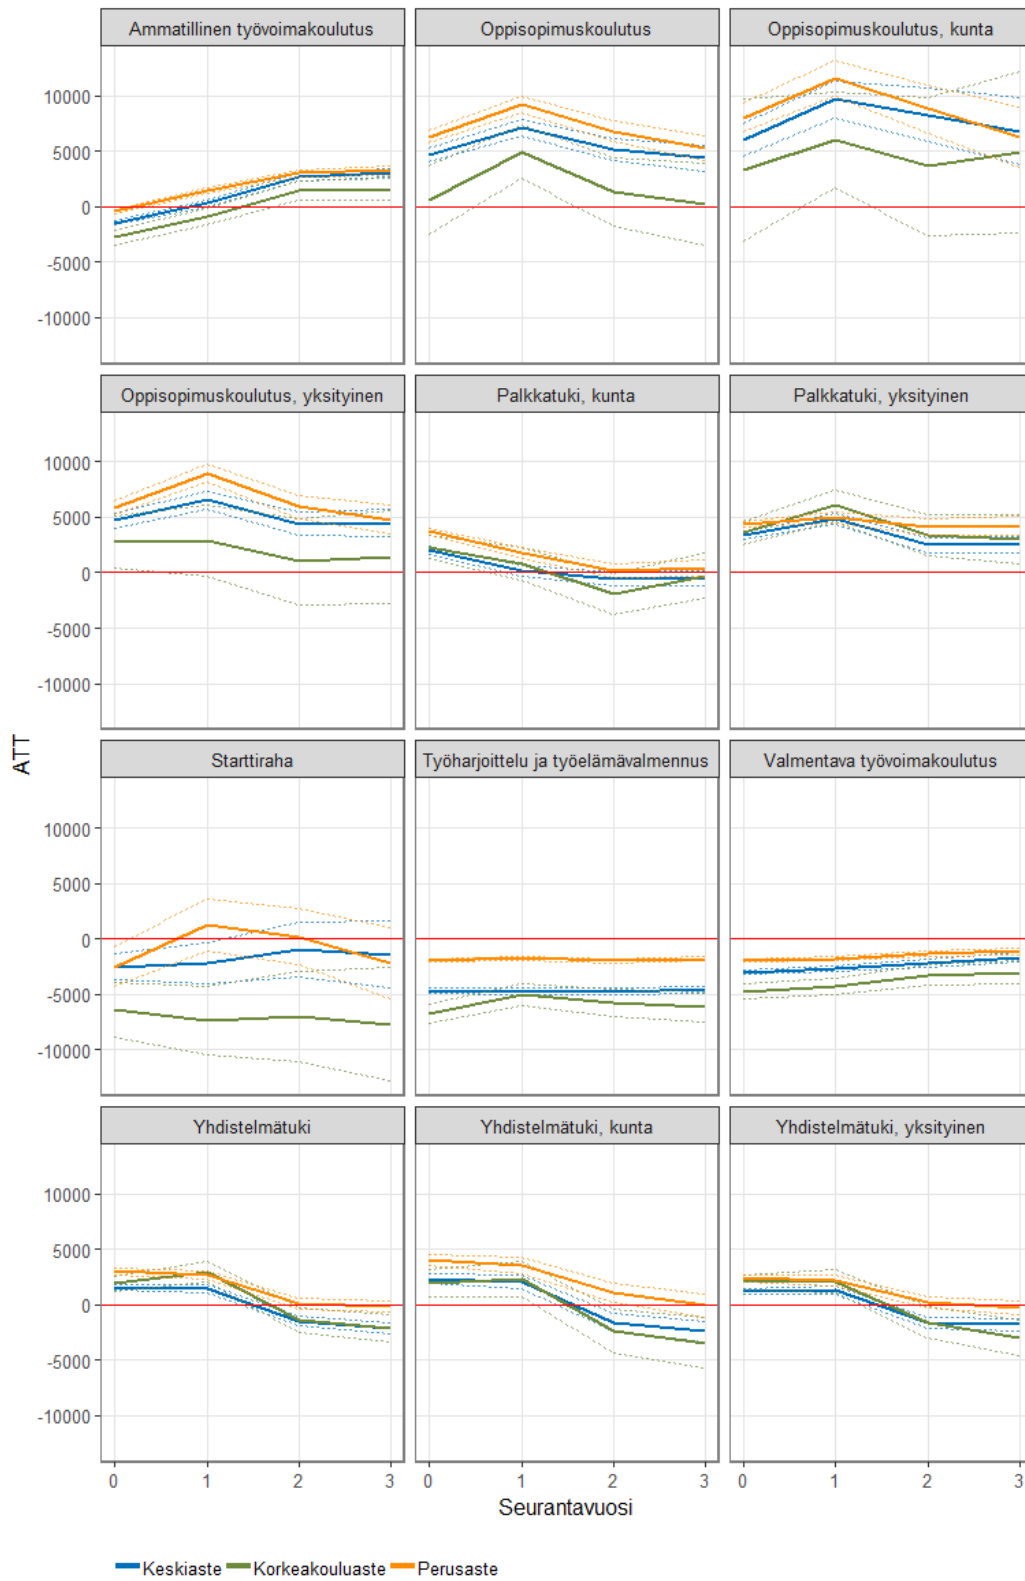 Ammatillinen työvoimakoulutus
Oppisopimuskoulutus
Oppisopimuskoulutus, kunta
10000
5000
0
-5000
-10000
Oppisopimuskoulutus, yksityinen
Palkkatuki, kunta
Palkkatuki, yksityinen
10000
5000
0
-5000
-10000
ATT
Starttiraha
Työharjoittelu ja työelämävalmennus
Valmentava työvoimakoulutus
10000
5000
0
-5000
-10000
Yhdistelmätuki
Yhdistelmätuki, kunta
Yhdistelmätuki, yksityinen
10000
5000
0
-5000
-10000
0 1 2 3 0 1 2 3 0 1 2 3
Seurantavuosi
Keskiaste Korkeakouluaste Perusaste